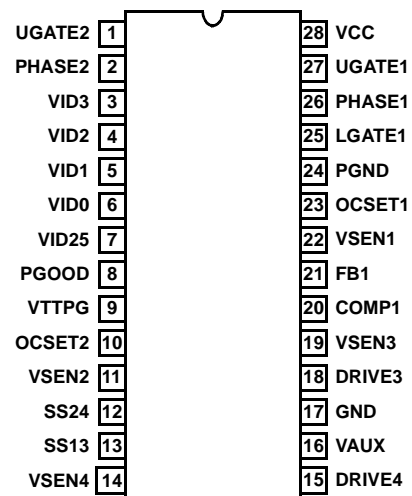 UGATE2 1 28 VCC
PHASE2 2 27 UGATE1
VID3 3 26 PHASE1
VID2 4 25 LGATE1
VID1 5 24 PGND
VID0 6 23 OCSET1
VID25 7 22 VSEN1
PGOOD 8 21 FB1
VTTPG 9 20 COMP1
OCSET2 10 19 VSEN3
VSEN2 11 18 DRIVE3
SS24 12 17 GND
SS13 13 16 VAUX
VSEN4 14 15 DRIVE4